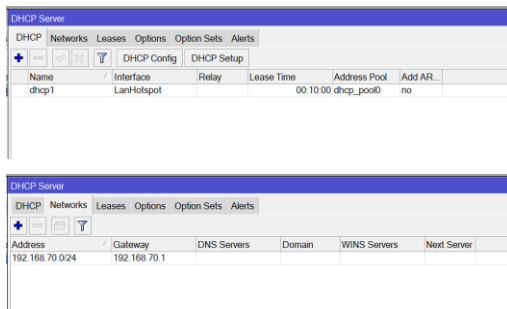 DHCP Server
DHCP Networks Leases Options Option Sets Alerts
DHCP Config DHCP Setup
Name / Interface Relay Lease Time Address Pool Add AR...
dhcp1 LanHotspot 00:10:00 dhcp_pool0 no
DHCP Server
DHCP Networks Leases Options Option Sets Alerts
Address / Gateway DNS Servers Domain WINS Servers Next Server
192.168.70.0/24 192.168.70.1